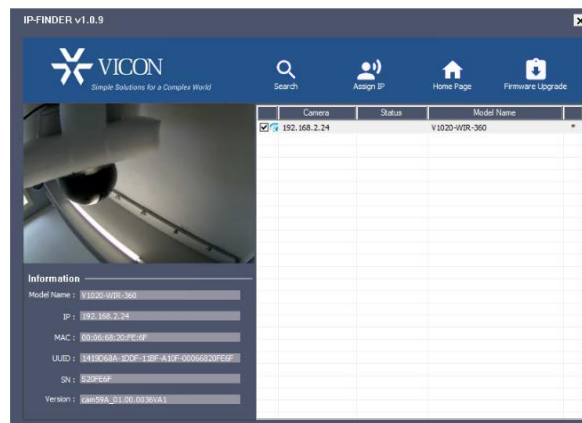 IP-FINDER v1.0.9
VICON
Simple Solutions for a Complex World
Search
Assign IP
Home Page
Firmware Upgrade
Camera Status Model Name
192.168.2.24 V1020-WIR-360 *
Information
Model Name : V1020-WIR-360
IP : 192.168.2.24
MAC : 00:06:68:20:FE:6F
UUID : 1419D68A-1DDF-11BF-A10F-00066820FE6F
SN : S20FE6F
Version : cam59A_01.00.0036VA1